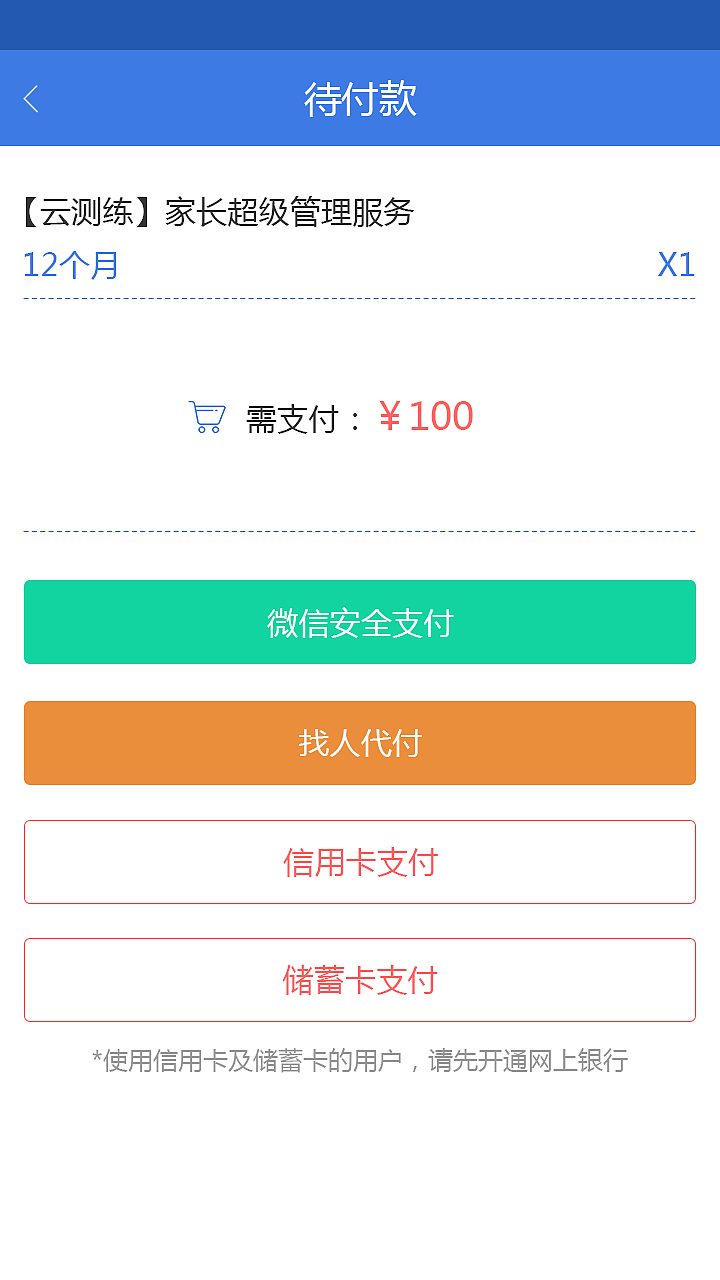 待付款
【云测练】家长超级管理服务
12个月 X1
需支付：￥100
微信安全支付
找人代付
信用卡支付
储蓄卡支付
*使用信用卡及储蓄卡的用户，请先开通网上银行